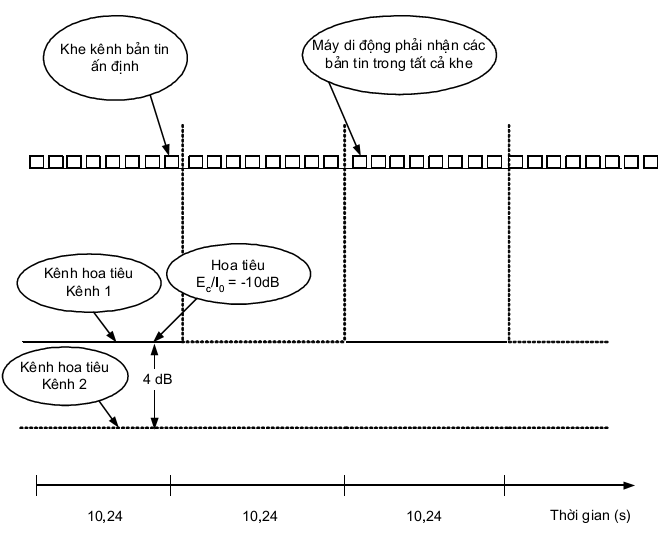 Khe kênh bản tin
ấn định
Máy di động phải nhận các
bản tin trong tất cả khe
Kênh hoa tiêu
Kênh 1
Hoa tiêu
Ec/I0 = -10dB
Kênh hoa tiêu
Kênh 2
4 dB
10,24
10,24
10,24
Thời gian (s)